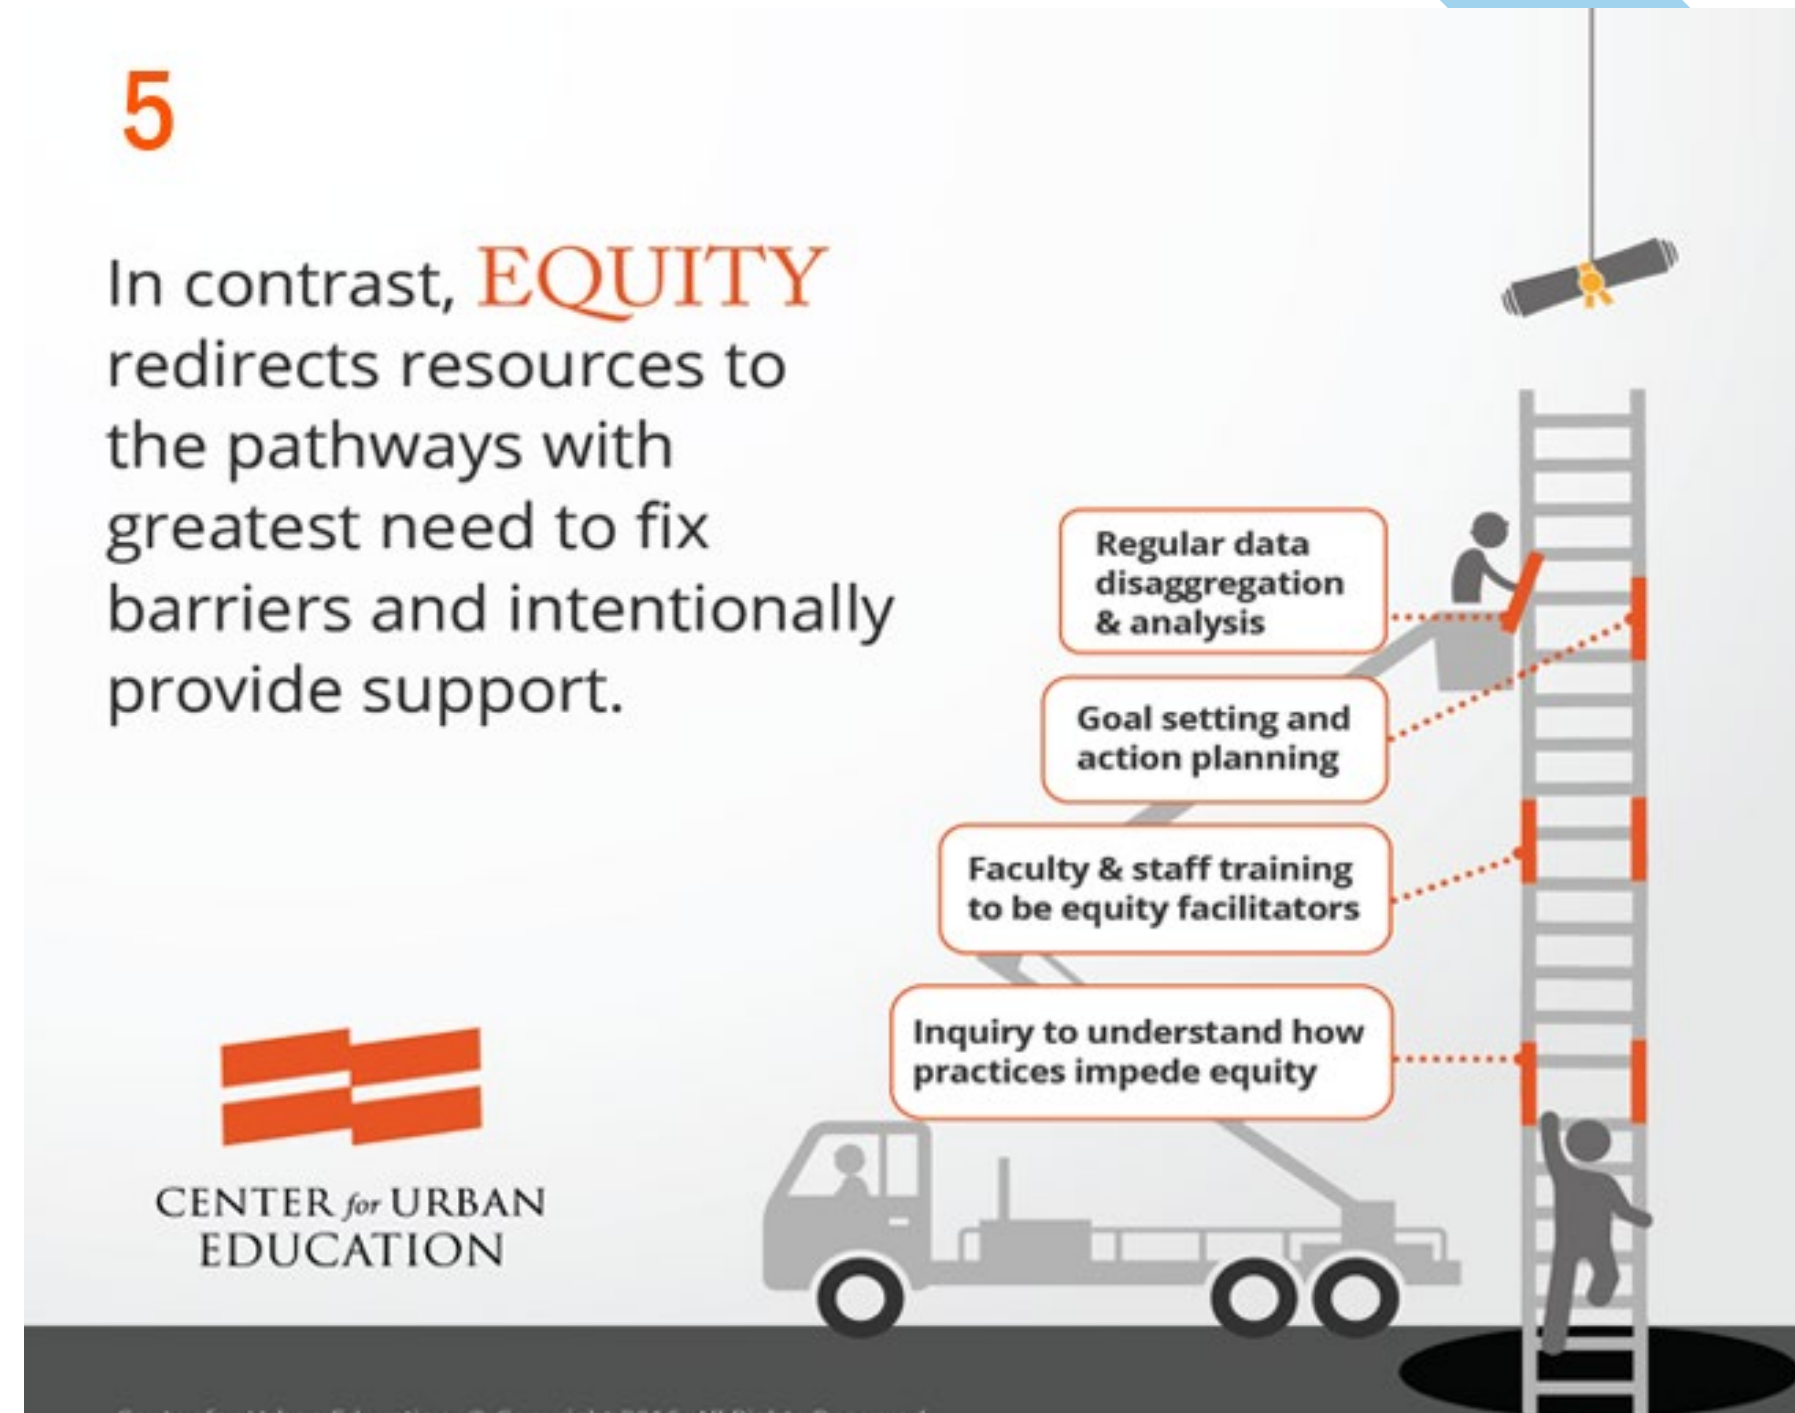 5
In contrast, EQUITY
redirects resources to
the pathways with
greatest need to fix
barriers and intentionally
provide support.
Regular data
disaggregation
& analysis
Goal setting and
action planning
Faculty & staff training
to be equity facilitators
Inquiry to understand how
practices impede equity
CENTER for URBAN
EDUCATION